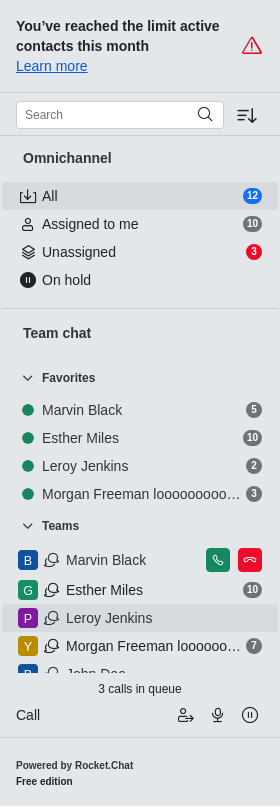 You've reached the limit active
contacts this month
Learn more
Search
Omnichannel
All 12
Assigned to me 10
Unassigned 3
On hold
Team chat
Favorites
Marvin Black 5
Esther Miles 10
Leroy Jenkins 2
Morgan Freeman looooooooo… 3
Teams
B Marvin Black
G Esther Miles 10
P Leroy Jenkins
Y Morgan Freeman loooooo… 7
B John Doe
3 calls in queue
Call
Powered by Rocket.Chat
Free edition